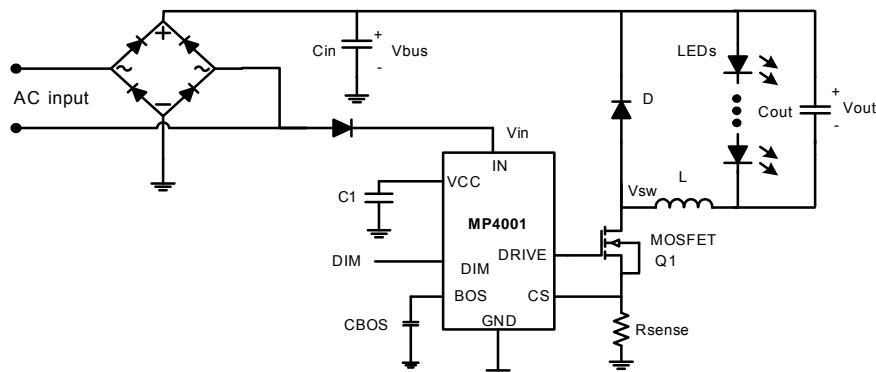 +
~
~
−
AC input
Cin
+
Vbus
-
Vin
IN
VCC
C1
MP4001
DIM
DIM
DRIVE
BOS
CBOS
CS
GND
D
Vsw
L
MOSFET
Q1
Rsense
LEDs
Cout
+
Vout
-